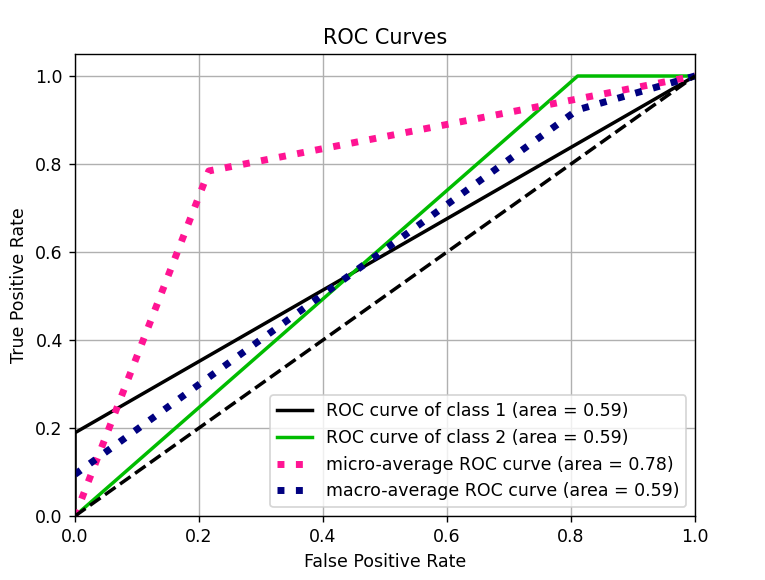 ROC Curves
True Positive Rate
1.0
0.8
0.6
0.4
0.2
0.0
ROC curve of class 1 (area = 0.59)
ROC curve of class 2 (area = 0.59)
micro-average ROC curve (area = 0.78)
macro-average ROC curve (area = 0.59)
0.0 0.2 0.4 0.6 0.8 1.0
False Positive Rate